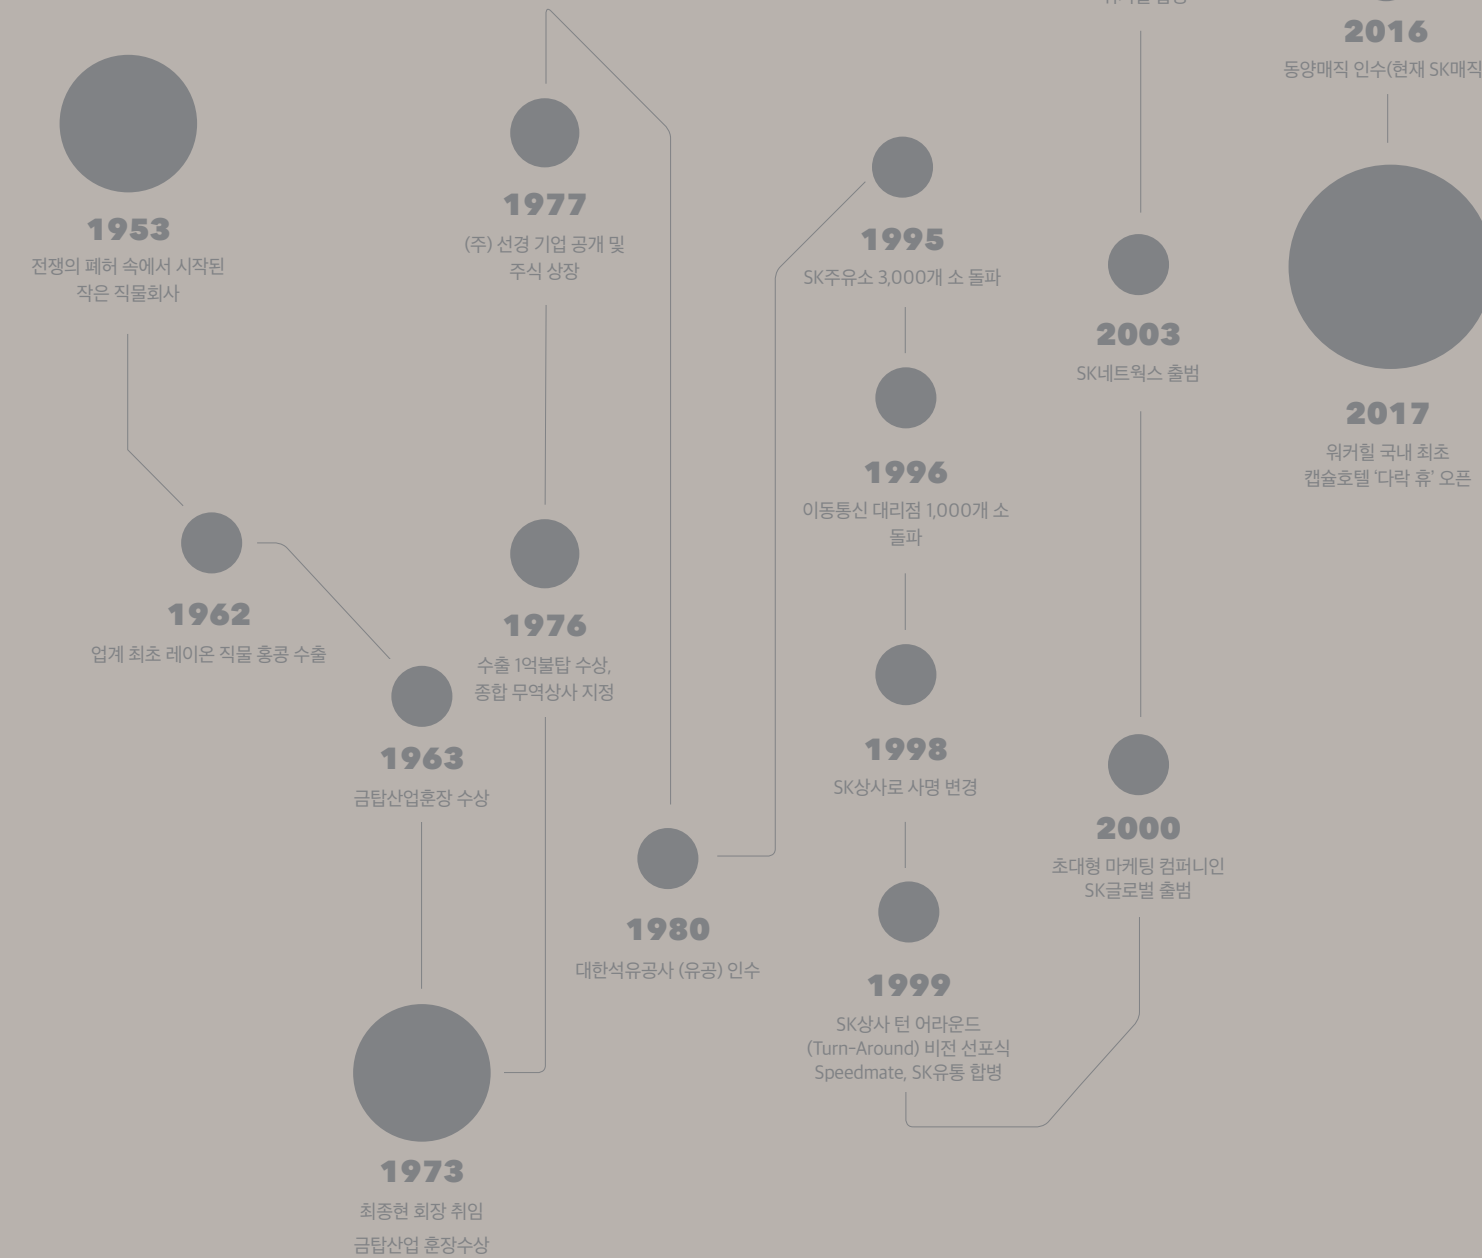 1953
전쟁의 폐허 속에서 시작된
작은 직물회사
1962
업계 최초 레이온 직물 홍콩 수출
1963
금탑산업훈장 수상
1973
최종현 회장 취임
금탑산업 훈장수상
1976
수출 1억불탑 수상,
종합 무역상사 지정
1977
(주) 선경 기업 공개 및
주식 상장
1980
대한석유공사 (유공) 인수
1995
SK주유소 3,000개 소 돌파
1996
이동통신 대리점 1,000개 소
돌파
1998
SK상사로 사명 변경
1999
SK상사 턴 어라운드
(Turn-Around) 비전 선포식
Speedmate, SK유통 합병
2000
초대형 마케팅 컴퍼니인
SK글로벌 출범
2003
SK네트웍스 출범
2016
동양매직 인수(현재 SK매직
2017
워커힐 국내 최초
캡슐호텔 ‘다락 휴’ 오픈